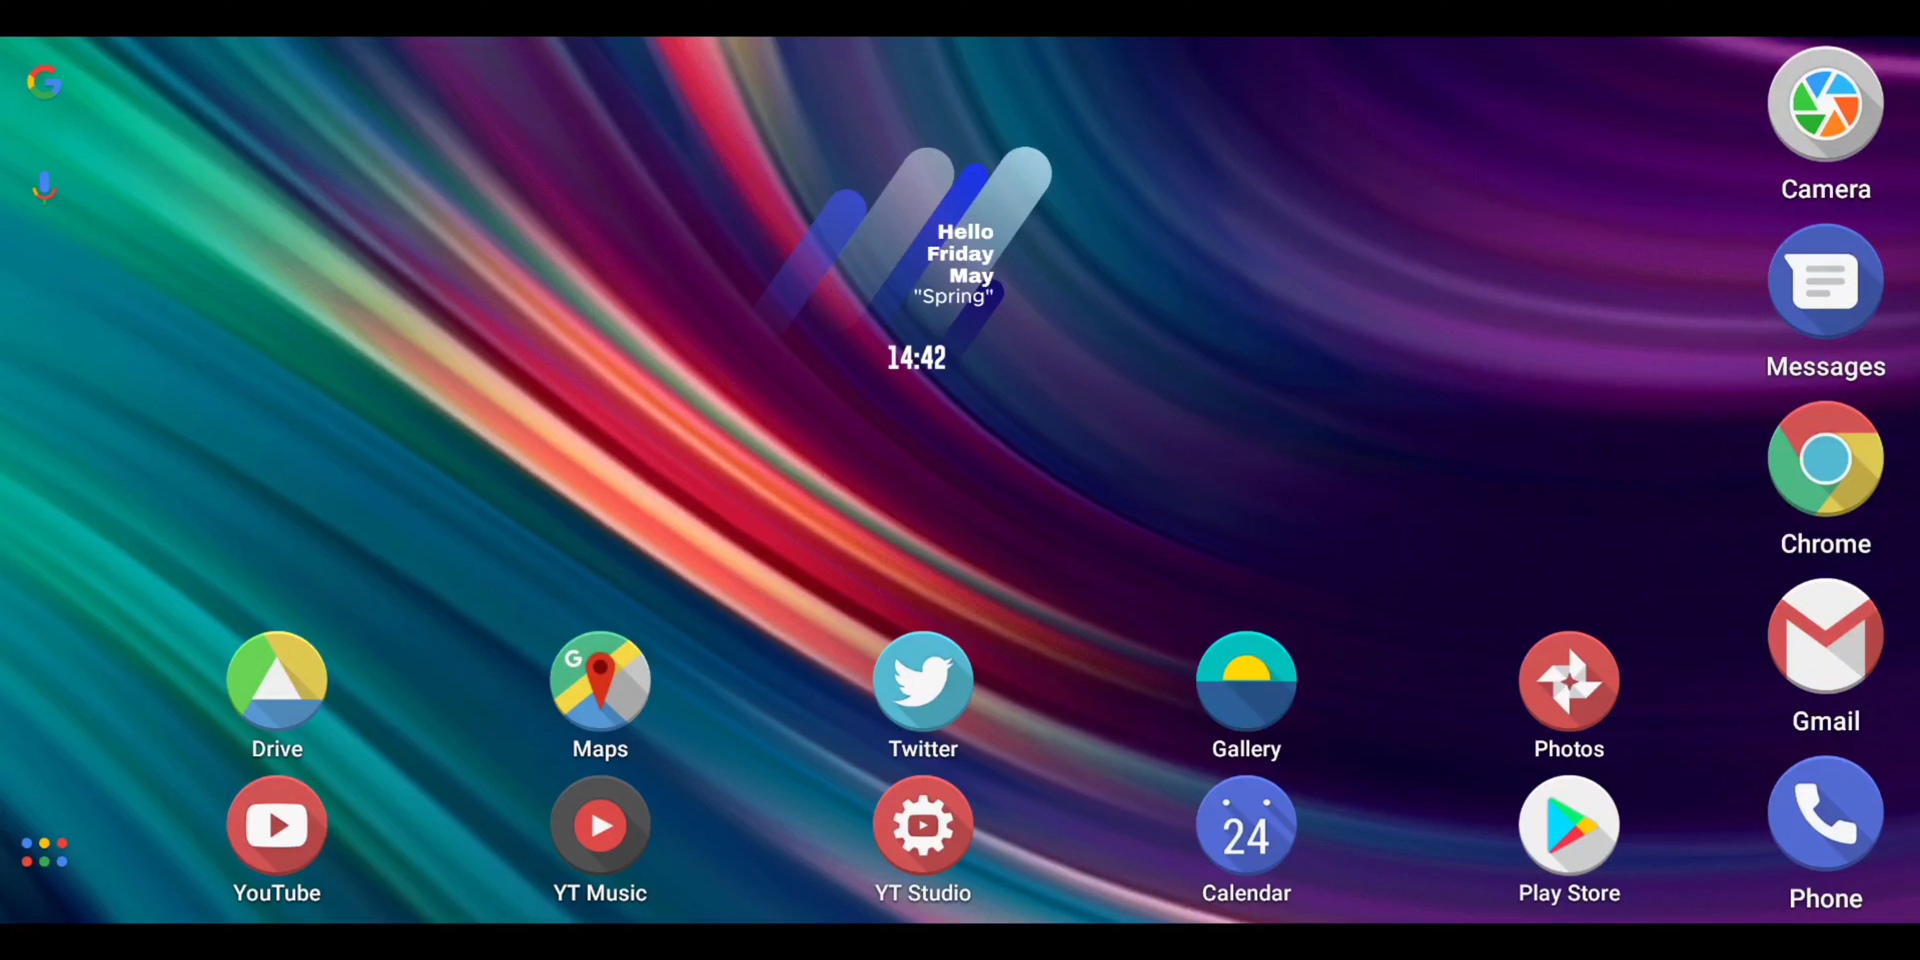 Hello
Friday
May
"Spring"
14:42
Camera
Messages
Chrome
Gmail
Phone
G
Drive
Maps
Twitter
Gallery
Photos
24
YouTube
YT Music
YT Studio
Calendar
Play Store